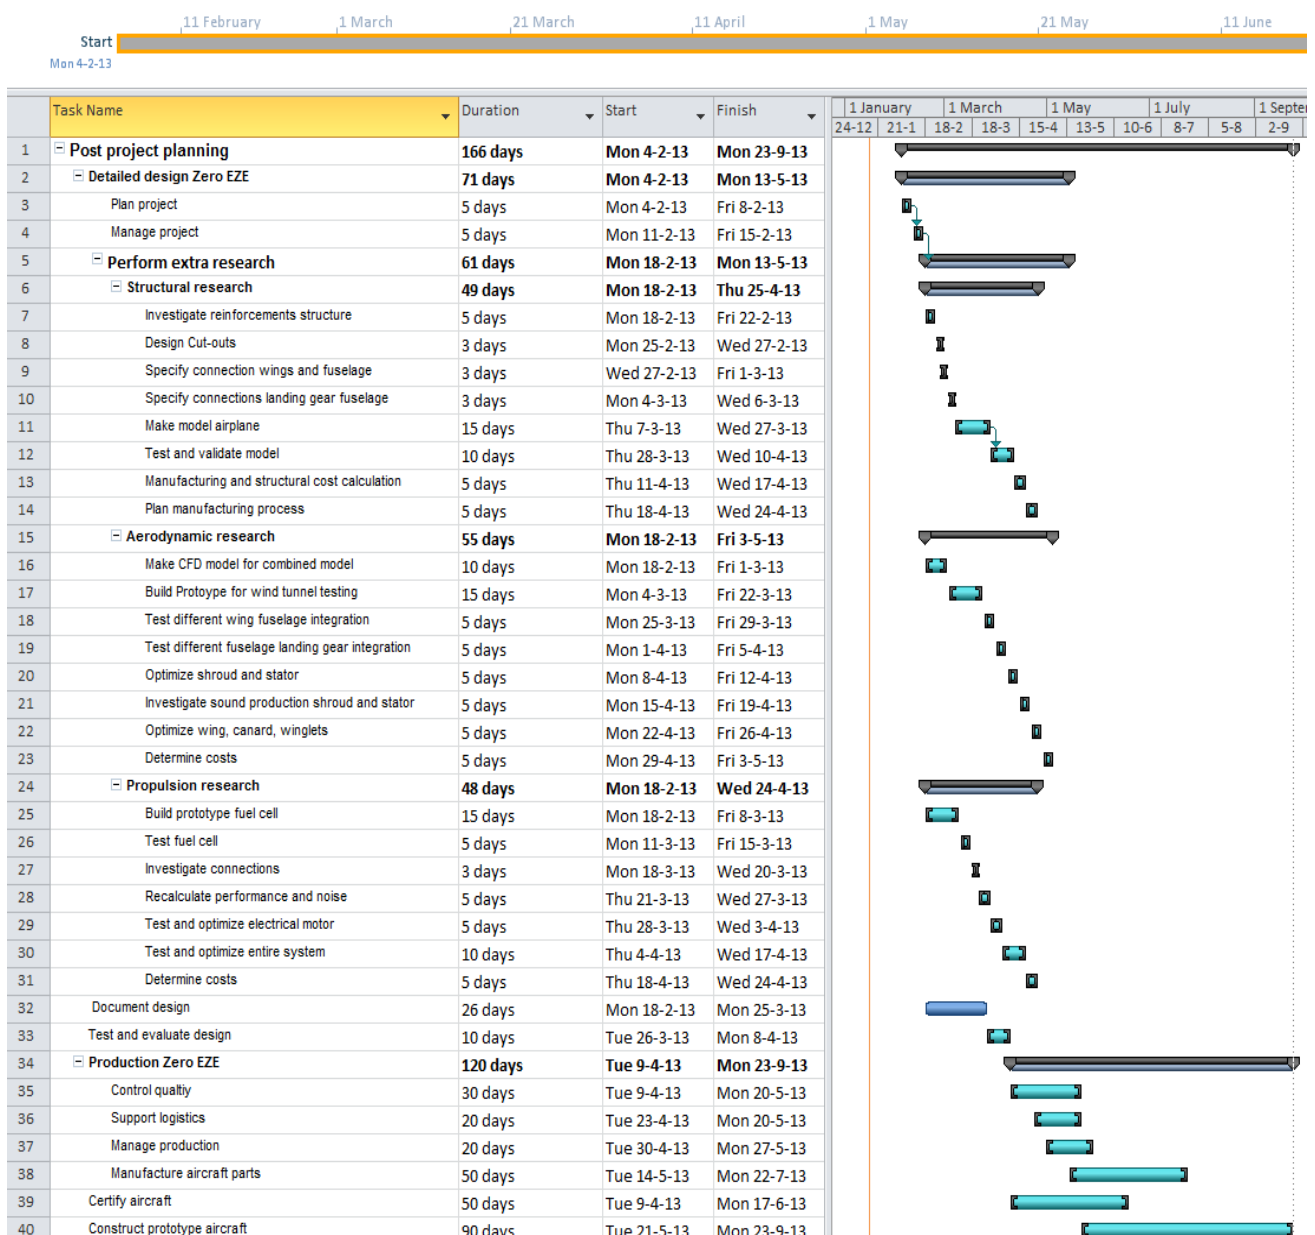 11 February 1 March 21 March 11 April 1 May 21 May 11 June
Start
Mon 4-2-13
Task Name Duration Start Finish 1 January 1 March 1 May 1 July 1 Septe
24-12 21-1 18-2 18-3 15-4 13-5 10-6 8-7 5-8 2-9
1 Post project planning 166 days Mon 4-2-13 Mon 23-9-13
2 Detailed design Zero EZE 71 days Mon 4-2-13 Mon 13-5-13
3 Plan project 5 days Mon 4-2-13 Fri 8-2-13
4 Manage project 5 days Mon 11-2-13 Fri 15-2-13
5 Perform extra research 61 days Mon 18-2-13 Mon 13-5-13
6 Structural research 49 days Mon 18-2-13 Thu 25-4-13
7 Investigate reinforcements structure 5 days Mon 18-2-13 Fri 22-2-13
8 Design Cut-outs 3 days Mon 25-2-13 Wed 27-2-13
9 Specify connection wings and fuselage 3 days Wed 27-2-13 Fri 1-3-13
10 Specify connections landing gear fuselage 3 days Mon 4-3-13 Wed 6-3-13
11 Make model airplane 15 days Thu 7-3-13 Wed 27-3-13
12 Test and validate model 10 days Thu 28-3-13 Wed 10-4-13
13 Manufacturing and structural cost calculation 5 days Thu 11-4-13 Wed 17-4-13
14 Plan manufacturing process 5 days Thu 18-4-13 Wed 24-4-13
15 Aerodynamic research 55 days Mon 18-2-13 Fri 3-5-13
16 Make CFD model for combined model 10 days Mon 18-2-13 Fri 1-3-13
17 Build Protoype for wind tunnel testing 15 days Mon 4-3-13 Fri 22-3-13
18 Test different wing fuselage integration 5 days Mon 25-3-13 Fri 29-3-13
19 Test different fuselage landing gear integration 5 days Mon 1-4-13 Fri 5-4-13
20 Optimize shroud and stator 5 days Mon 8-4-13 Fri 12-4-13
21 Investigate sound production shroud and stator 5 days Mon 15-4-13 Fri 19-4-13
22 Optimize wing, canard, winglets 5 days Mon 22-4-13 Fri 26-4-13
23 Determine costs 5 days Mon 29-4-13 Fri 3-5-13
24 Propulsion research 48 days Mon 18-2-13 Wed 24-4-13
25 Build prototype fuel cell 15 days Mon 18-2-13 Fri 8-3-13
26 Test fuel cell 5 days Mon 11-3-13 Fri 15-3-13
27 Investigate connections 3 days Mon 18-3-13 Wed 20-3-13
28 Recalculate performance and noise 5 days Thu 21-3-13 Wed 27-3-13
29 Test and optimize electrical motor 5 days Thu 28-3-13 Wed 3-4-13
30 Test and optimize entire system 10 days Thu 4-4-13 Wed 17-4-13
31 Determine costs 5 days Thu 18-4-13 Wed 24-4-13
32 Document design 26 days Mon 18-2-13 Mon 25-3-13
33 Test and evaluate design 10 days Tue 26-3-13 Mon 8-4-13
34 Production Zero EZE 120 days Tue 9-4-13 Mon 23-9-13
35 Control qualtiy 30 days Tue 9-4-13 Mon 20-5-13
36 Support logistics 20 days Tue 23-4-13 Mon 20-5-13
37 Manage production 20 days Tue 30-4-13 Mon 27-5-13
38 Manufacture aircraft parts 50 days Tue 14-5-13 Mon 22-7-13
39 Certify aircraft 50 days Tue 9-4-13 Mon 17-6-13
40 Construct prototype aircraft 90 days Tue 21-5-13 Mon 23-9-13